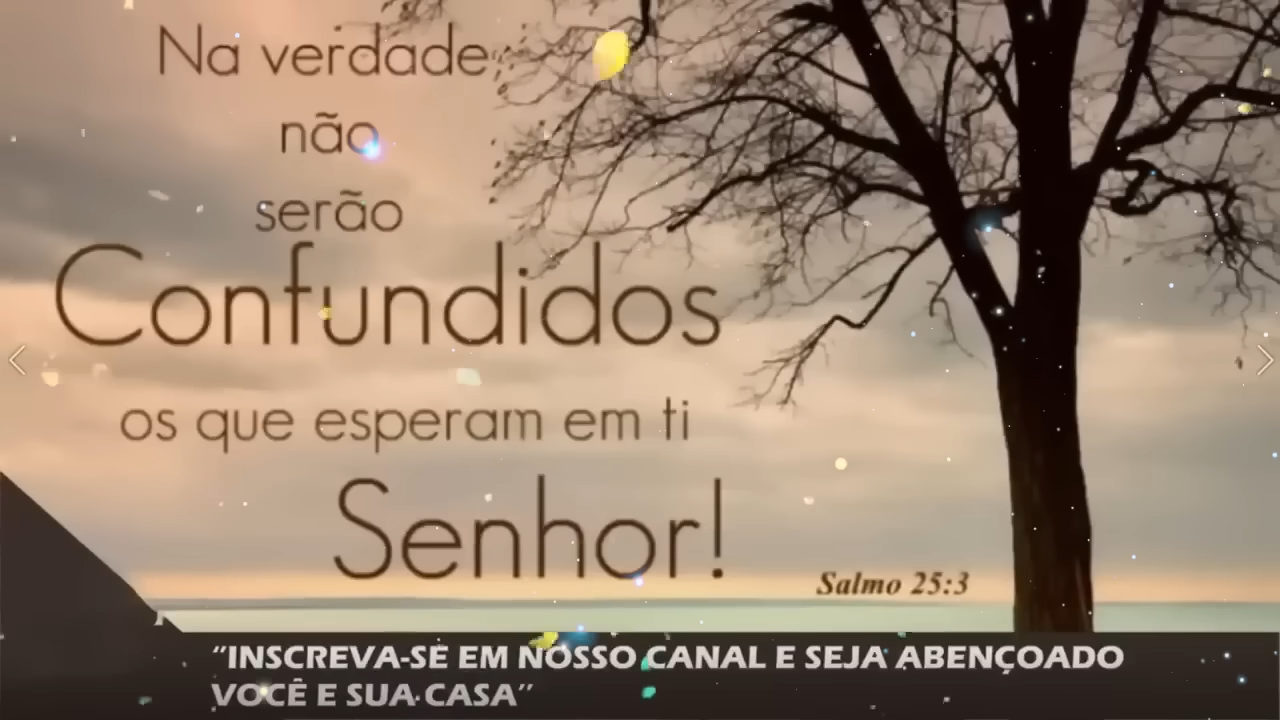 Na verdade
não
serão
Confundidos
os que esperam em ti
Senhor!
Salmo 25:3
“INSCREVA-SE EM NOSSO CANAL E SEJA ABENÇOADO
VOCÊ E SUA CASA”